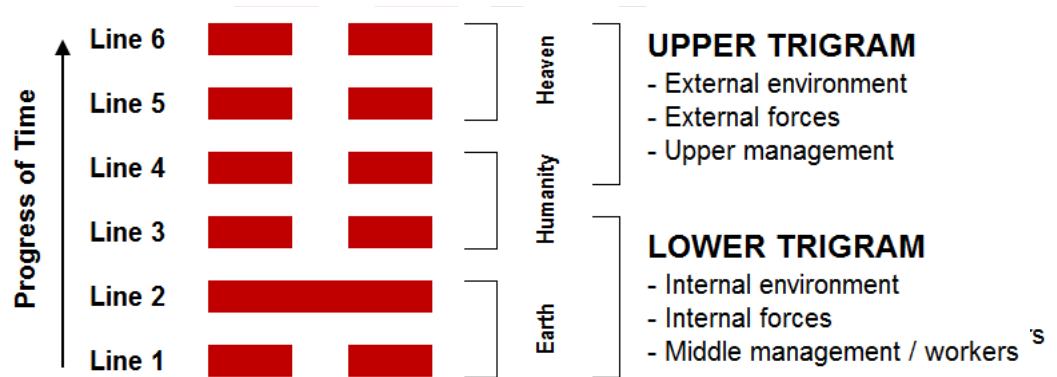 Progress of Time
Line 6
Line 5
Line 4
Line 3
Line 2
Line 1
Heaven
Humanity
Earth
UPPER TRIGRAM
- External environment
- External forces
- Upper management
LOWER TRIGRAM
- Internal environment
- Internal forces
- Middle management / workers
's